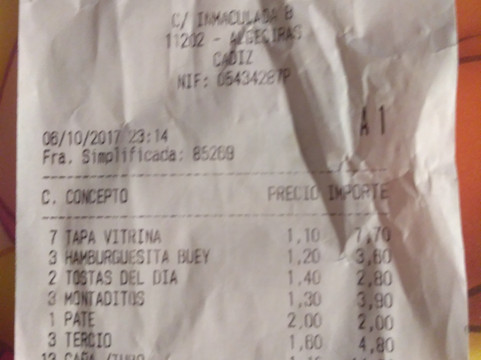 C/ INMACULADA 8
11202 - ALGECIRAS
CADIZ
NIF: 05434287P
A 1
06/10/2017 23:14
Fra. Simplificada: 85269
C. CONCEPTO PRECIO IMPORTE
7 TAPA VITRINA 1,10 7,70
3 HAMBURGUESITA BUEY 1,20 3,60
2 TOSTAS DEL DIA 1,40 2,80
3 MONTADITOS 1,30 3,90
1 PATE 2,00 2,00
3 TERCIO 1,60 4,80
13 CAÑA